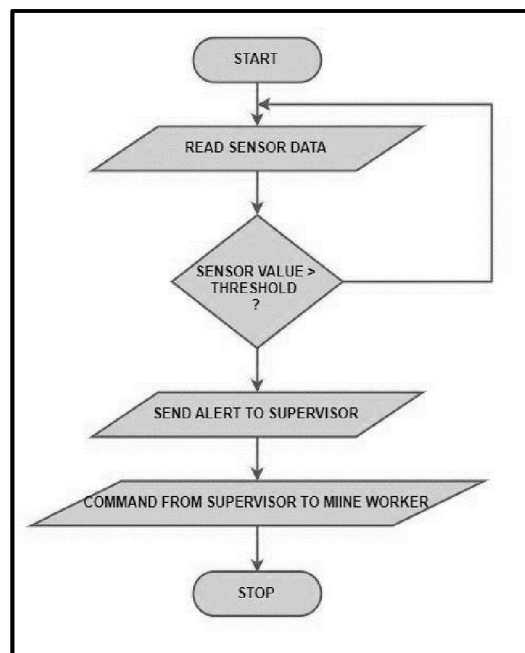 START
READ SENSOR DATA
SENSOR VALUE >
THRESHOLD
?
SEND ALERT TO SUPERVISOR
COMMAND FROM SUPERVISOR TO MIINE WORKER
STOP